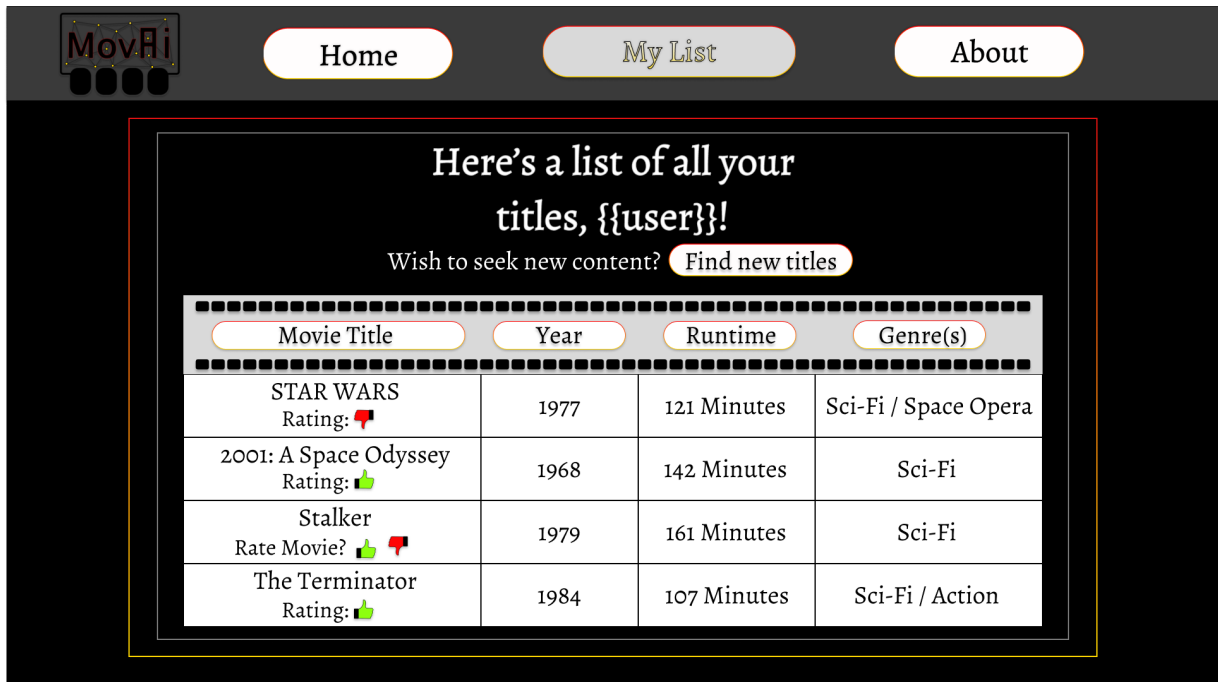 MovAi
Home
My List
About
Here's a list of all your
titles, {{user}}!
Wish to seek new content? Find new titles
Movie Title Year Runtime Genre(s)
STAR WARS
Rating:
1977 121 Minutes Sci-Fi / Space Opera
2001: A Space Odyssey
Rating:
1968 142 Minutes Sci-Fi
Stalker
Rate Movie?
1979 161 Minutes Sci-Fi
The Terminator
Rating:
1984 107 Minutes Sci-Fi / Action